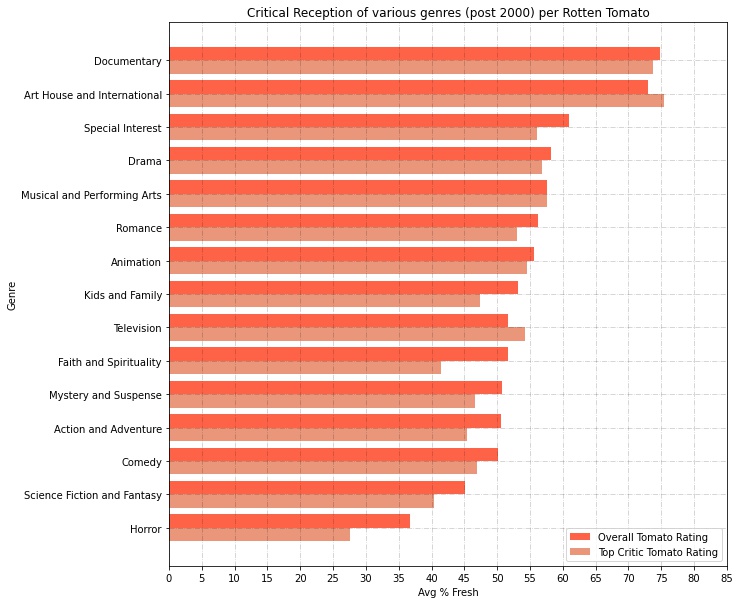 Critical Reception of various genres (post 2000) per Rotten Tomato
Genre
Documentary
Art House and International
Special Interest
Drama
Musical and Performing Arts
Romance
Animation
Kids and Family
Television
Faith and Spirituality
Mystery and Suspense
Action and Adventure
Comedy
Science Fiction and Fantasy
Horror
Overall Tomato Rating
Top Critic Tomato Rating
0 5 10 15 20 25 30 35 40 45 50 55 60 65 70 75 80 85
Avg % Fresh